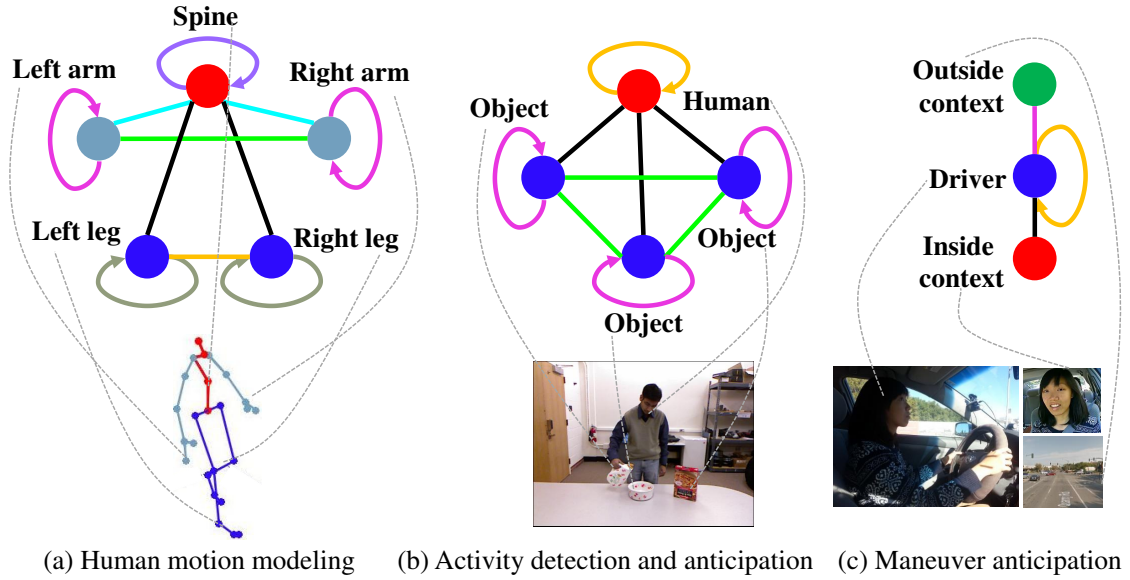 Spine
Left arm
Right arm
Left leg
Right leg
(a) Human motion modeling
Object
Human
Object
Object
(b) Activity detection and anticipation
Outside
context
Driver
Inside
context
(c) Maneuver anticipation